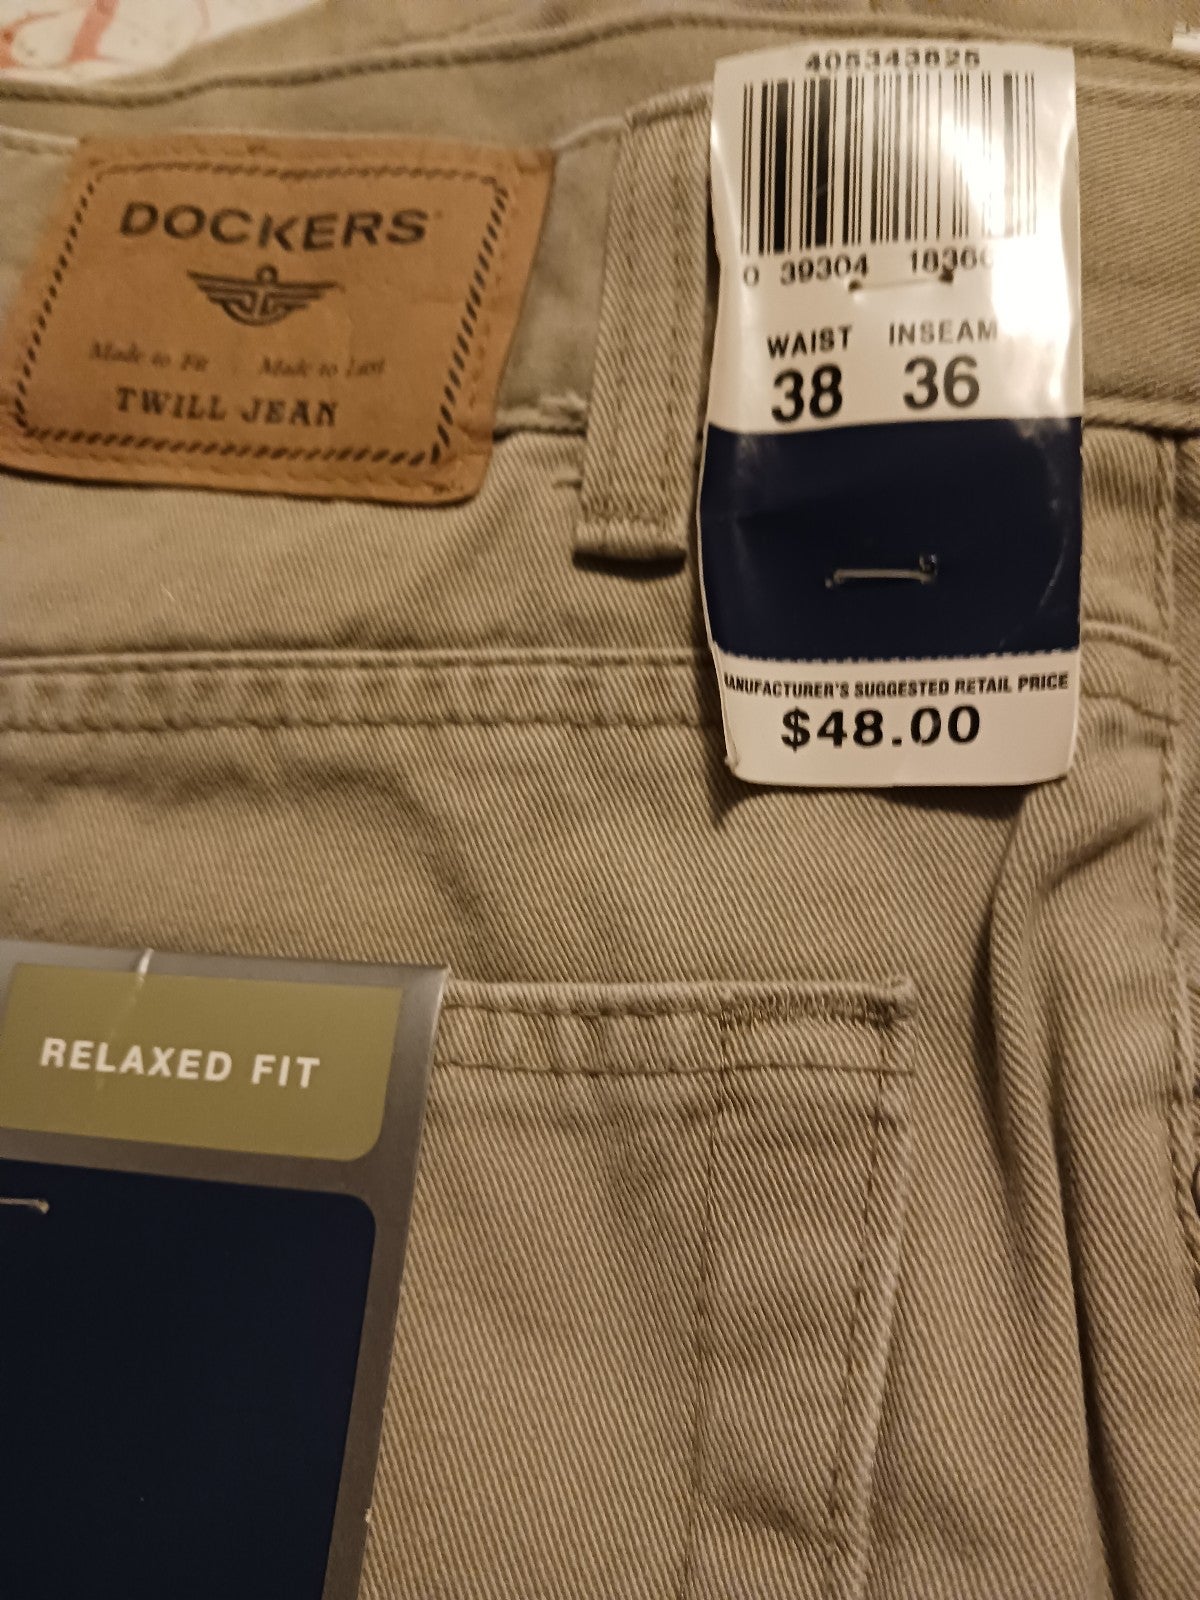 405343825
0 39304
WAIST INSEAM
38 36
MANUFACTURER'S SUGGESTED RETAIL PRICE
$48.00
DOCKERS
Made to Fit Made to Last
TWILL JEAN
RELAXED FIT